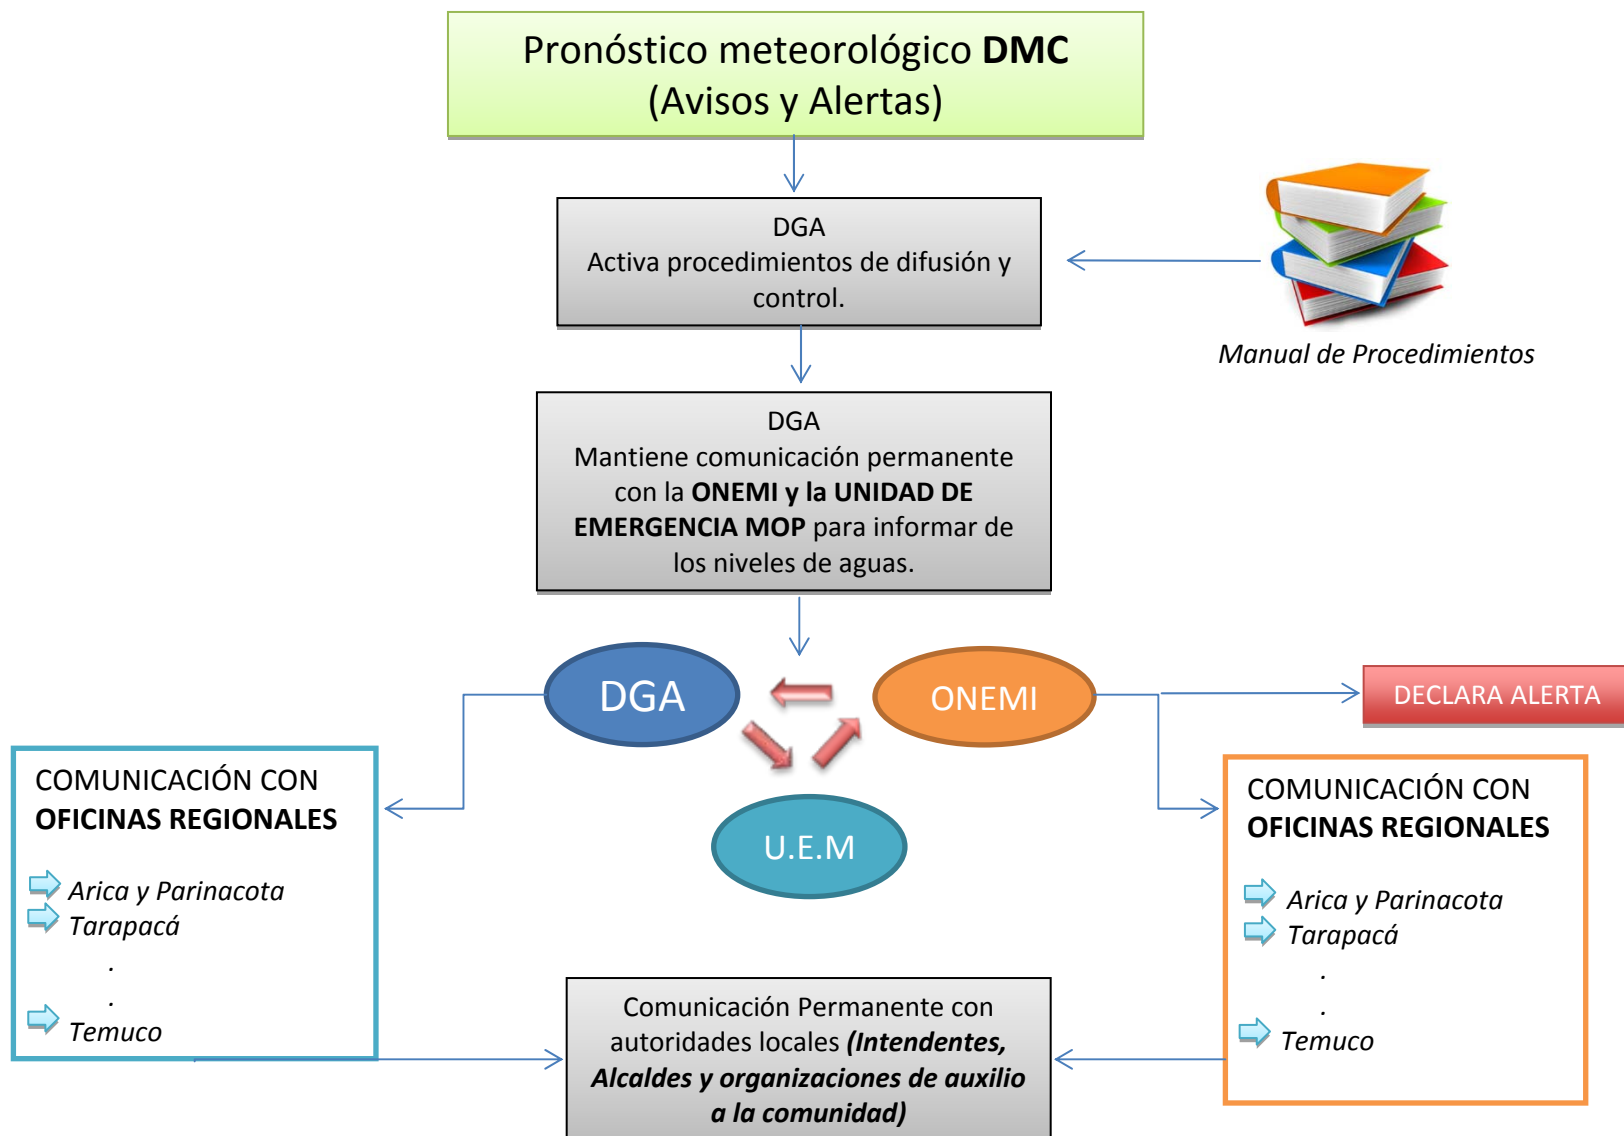 Pronóstico meteorológico DMC
(Avisos y Alertas)
DGA
Activa procedimientos de difusión y
control.
Manual de Procedimientos
DGA
Mantiene comunicación permanente
con la ONEMI y la UNIDAD DE
EMERGENCIA MOP para informar de
los niveles de aguas.
DGA
ONEMI
DECLARA ALERTA
U.E.M
COMUNICACIÓN CON
OFICINAS REGIONALES
Arica y Parinacota
Tarapacá
.
.
Temuco
COMUNICACIÓN CON
OFICINAS REGIONALES
Arica y Parinacota
Tarapacá
.
.
Temuco
Comunicación Permanente con
autoridades locales (Intendentes,
Alcaldes y organizaciones de auxilio
a la comunidad)